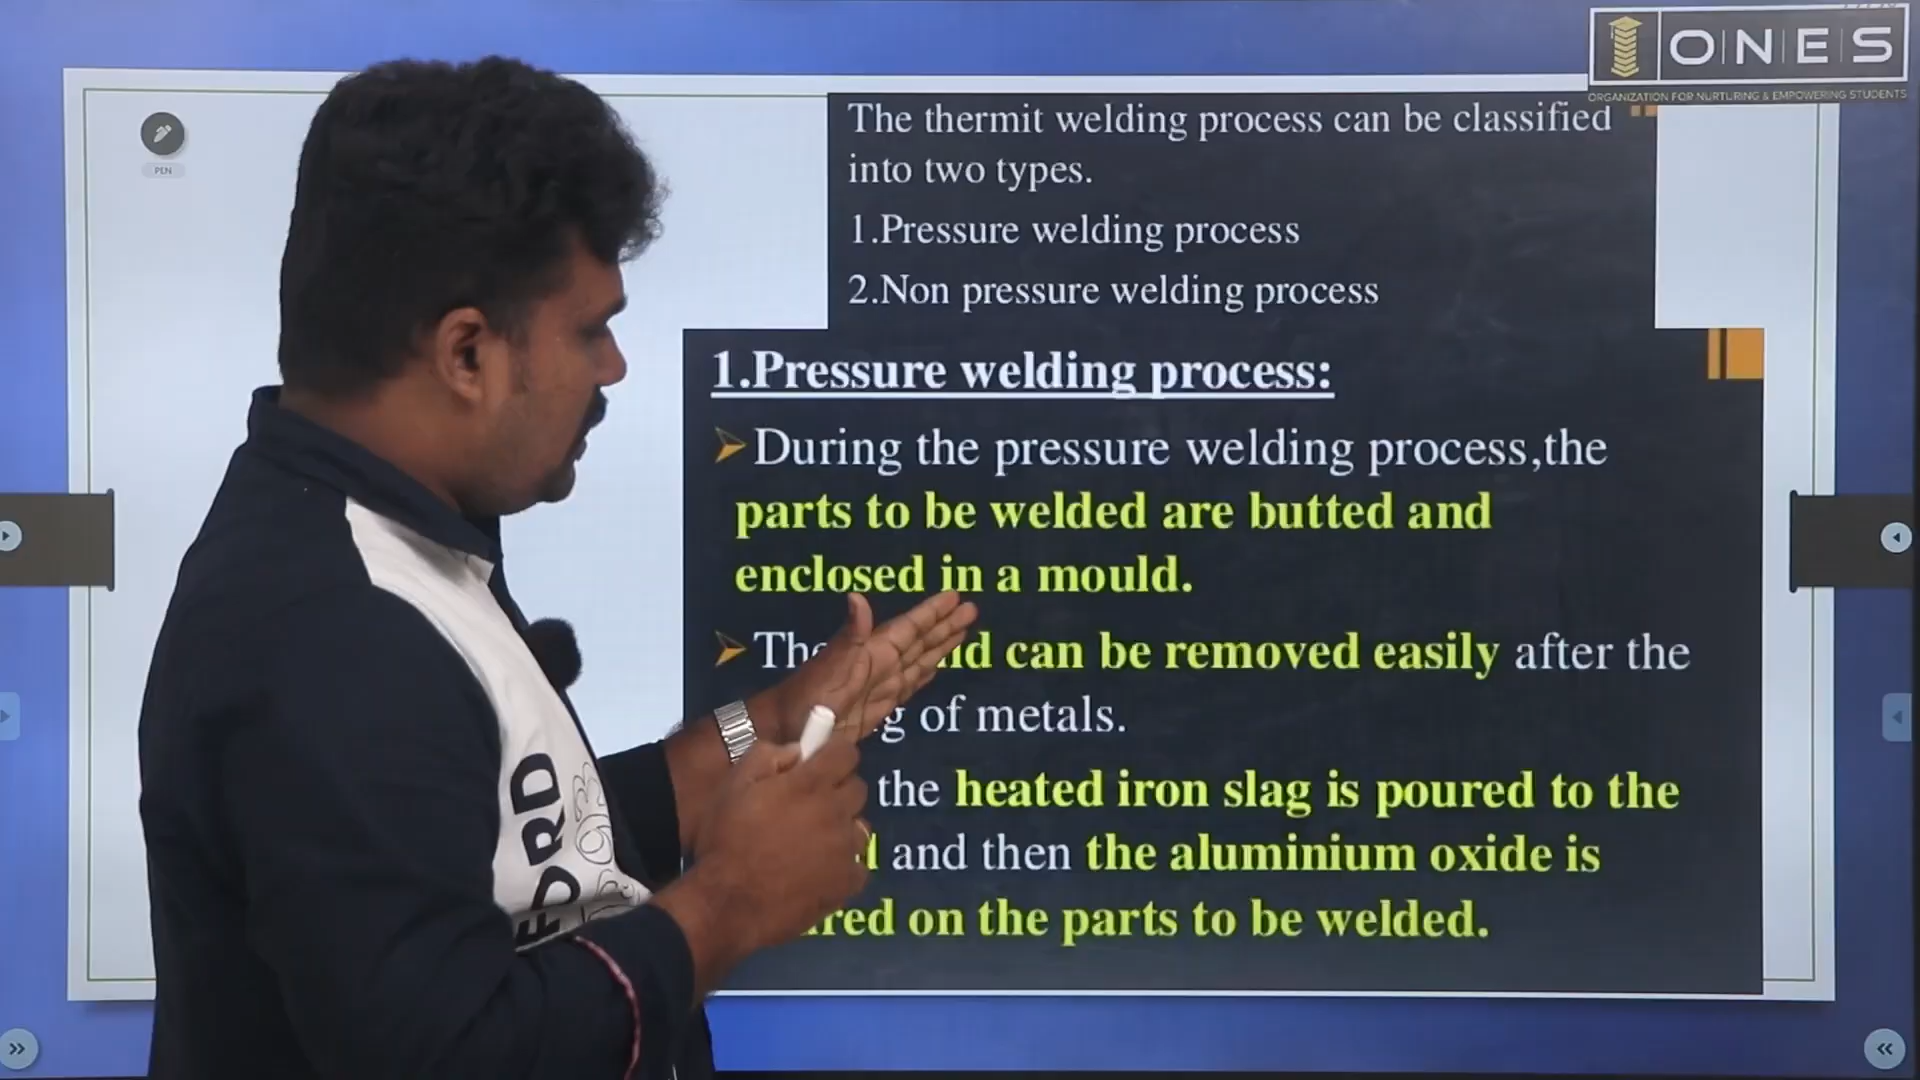 ONES
ORGANIZATION FOR NURTURING & EMPOWERING STUDENTS
PEN
The thermit welding process can be classified
into two types.
1.Pressure welding process
2.Non pressure welding process
1.Pressure welding process:
During the pressure welding process,the
parts to be welded are butted and
enclosed in a mould.
can be removed easily after the
of metals.
the heated iron slag is poured to the
and then the aluminium oxide is
on the parts to be welded.
FORD